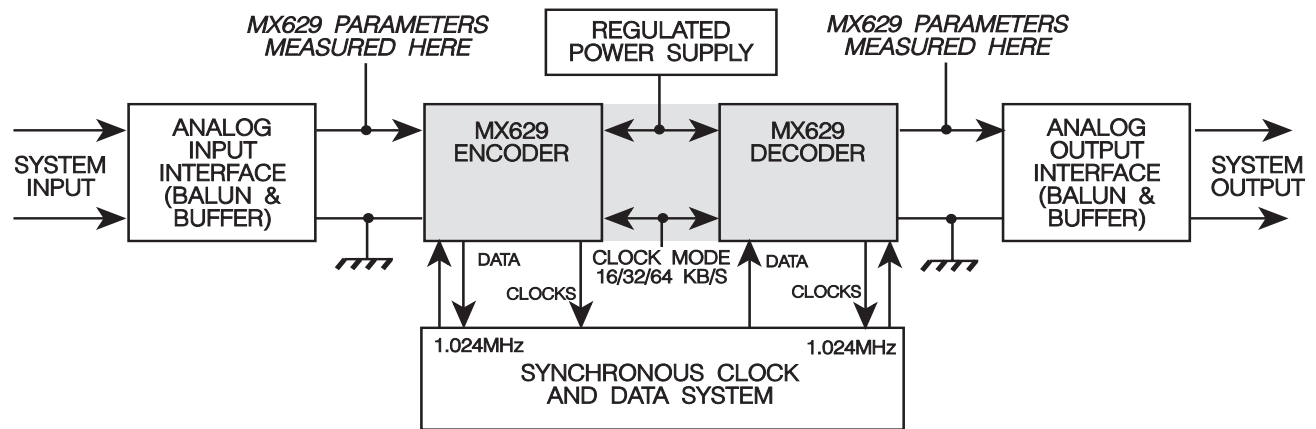 MX629 PARAMETERS
MEASURED HERE
REGULATED
POWER SUPPLY
MX629 PARAMETERS
MEASURED HERE
SYSTEM
INPUT
ANALOG
INPUT
INTERFACE
(BALUN &
BUFFER)
MX629
ENCODER
MX629
DECODER
ANALOG
OUTPUT
INTERFACE
(BALUN &
BUFFER)
SYSTEM
OUTPUT
DATA
CLOCKS
CLOCK MODE
16/32/64 KB/S
DATA
CLOCKS
1.024MHz
1.024MHz
SYNCHRONOUS CLOCK
AND DATA SYSTEM